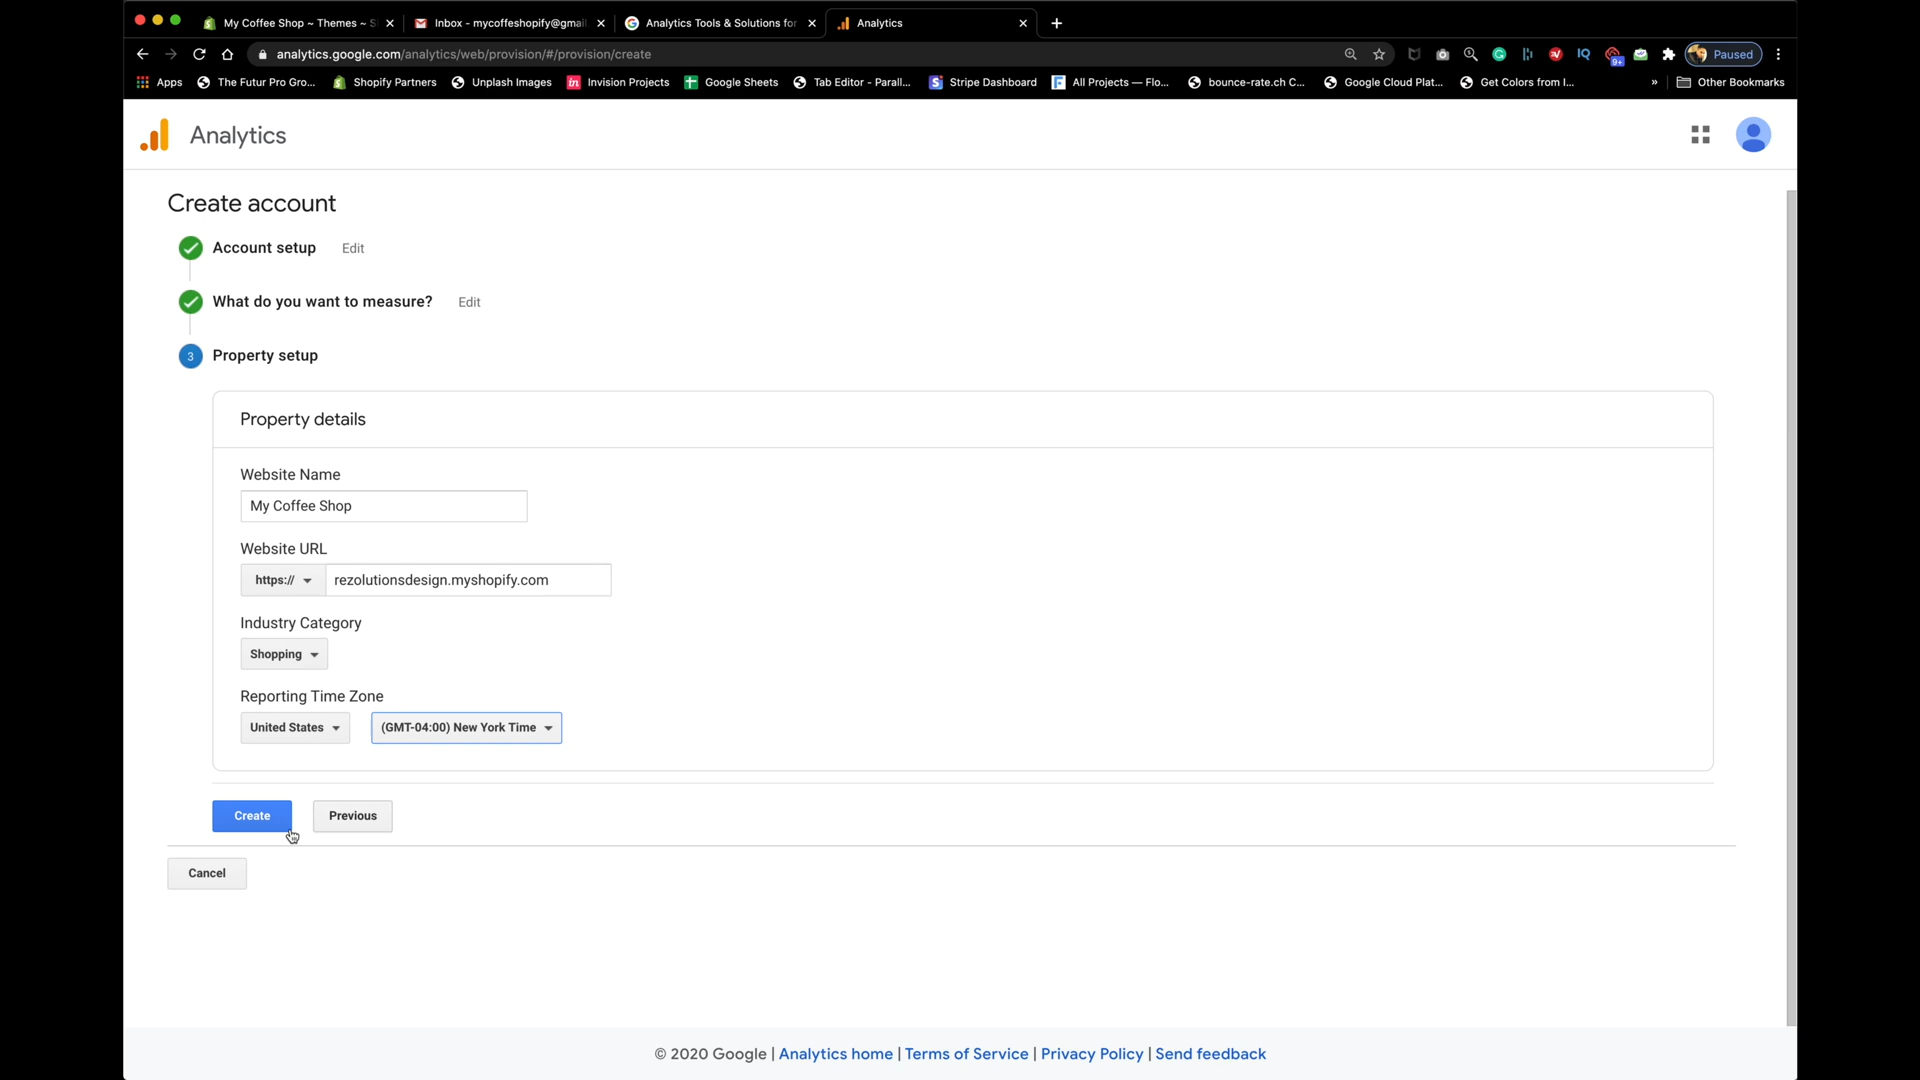 My Coffee Shop ~ Themes ~ S
Inbox - mycoffeshopify@gmail
Analytics Tools & Solutions for
Analytics
analytics.google.com/analytics/web/provision/#/provision/create
Paused
Apps
The Futur Pro Gro...
Shopify Partners
Unplash Images
Invision Projects
Google Sheets
Tab Editor - Parall...
Stripe Dashboard
All Projects — Flo...
bounce-rate.ch C...
Google Cloud Plat...
Get Colors from I...
»
Other Bookmarks
Analytics
Create account
Account setup Edit
What do you want to measure? Edit
3 Property setup
Property details
Website Name
My Coffee Shop
Website URL
https:// rezolutionsdesign.myshopify.com
Industry Category
Shopping
Reporting Time Zone
United States (GMT-04:00) New York Time
Create Previous
Cancel
© 2020 Google | Analytics home | Terms of Service | Privacy Policy | Send feedback